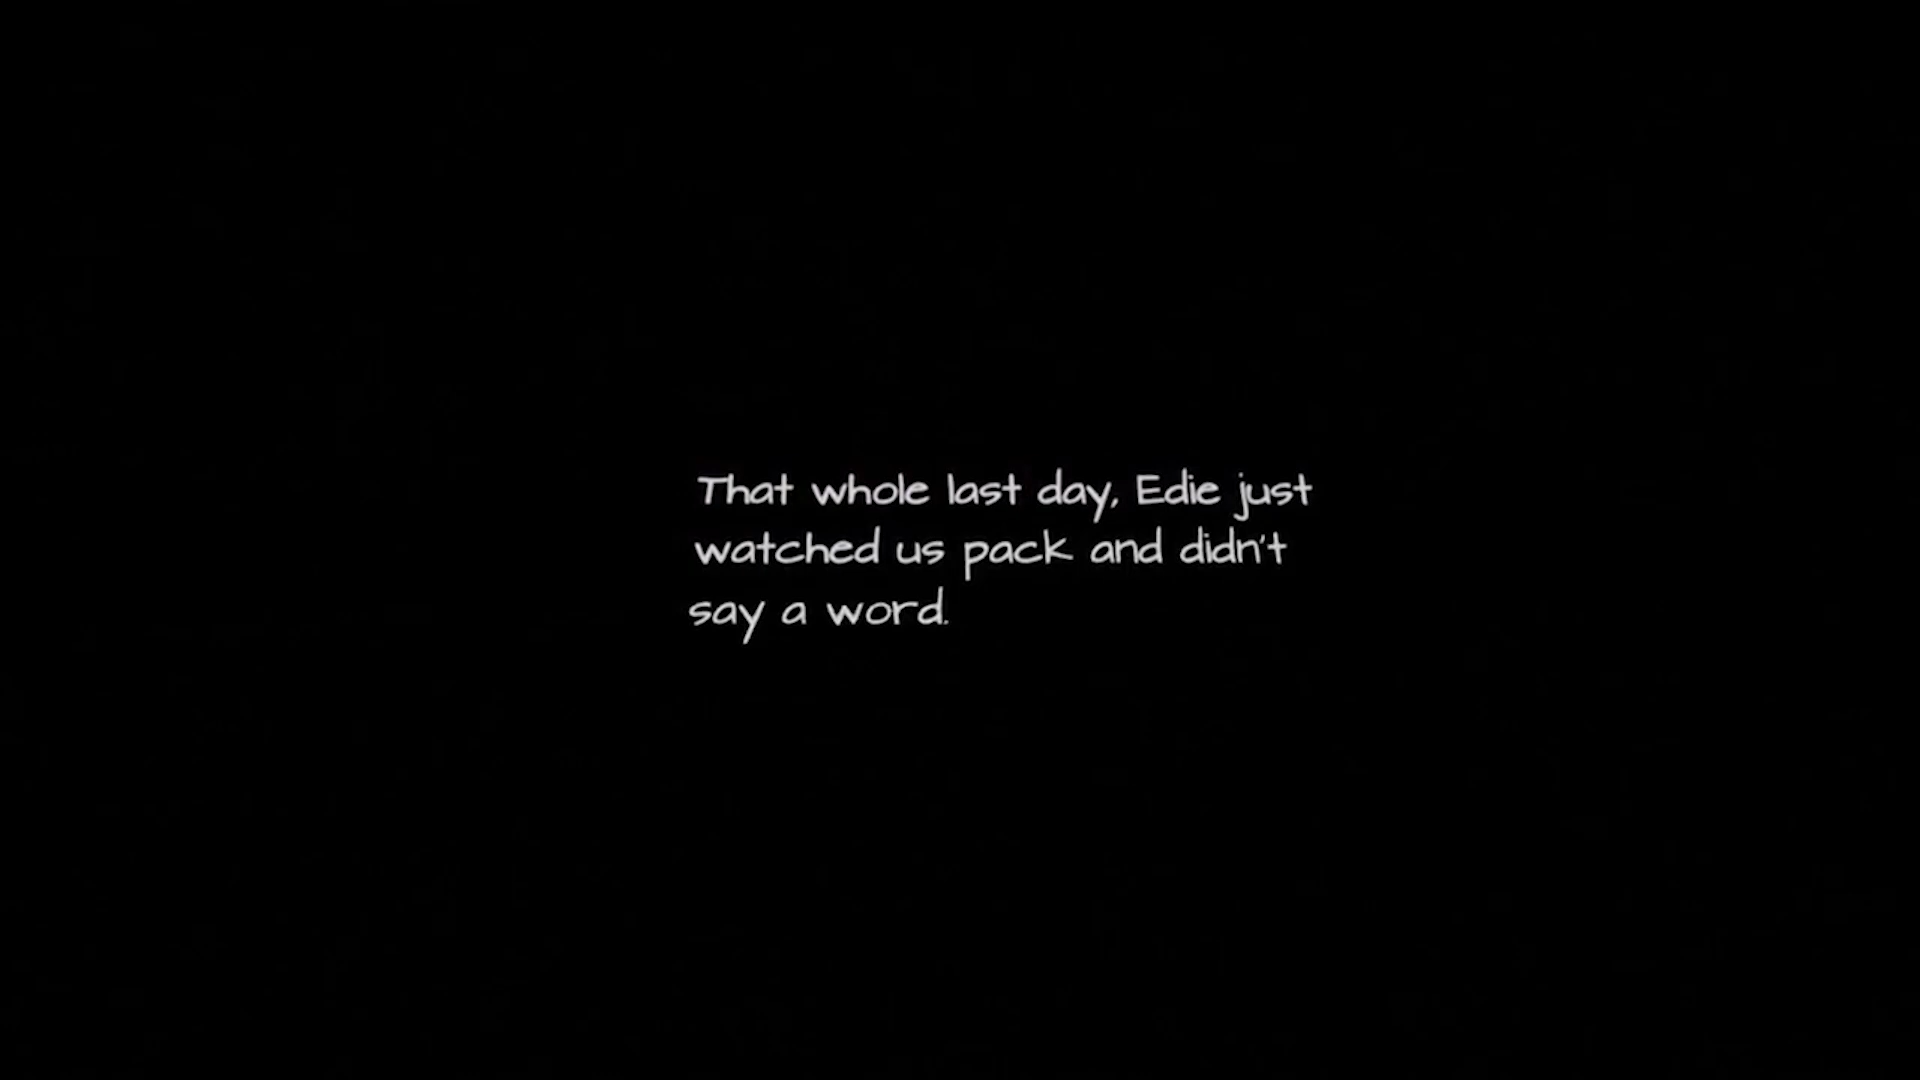 That whole last day, Edie just
watched us pack and didn't
say a word.